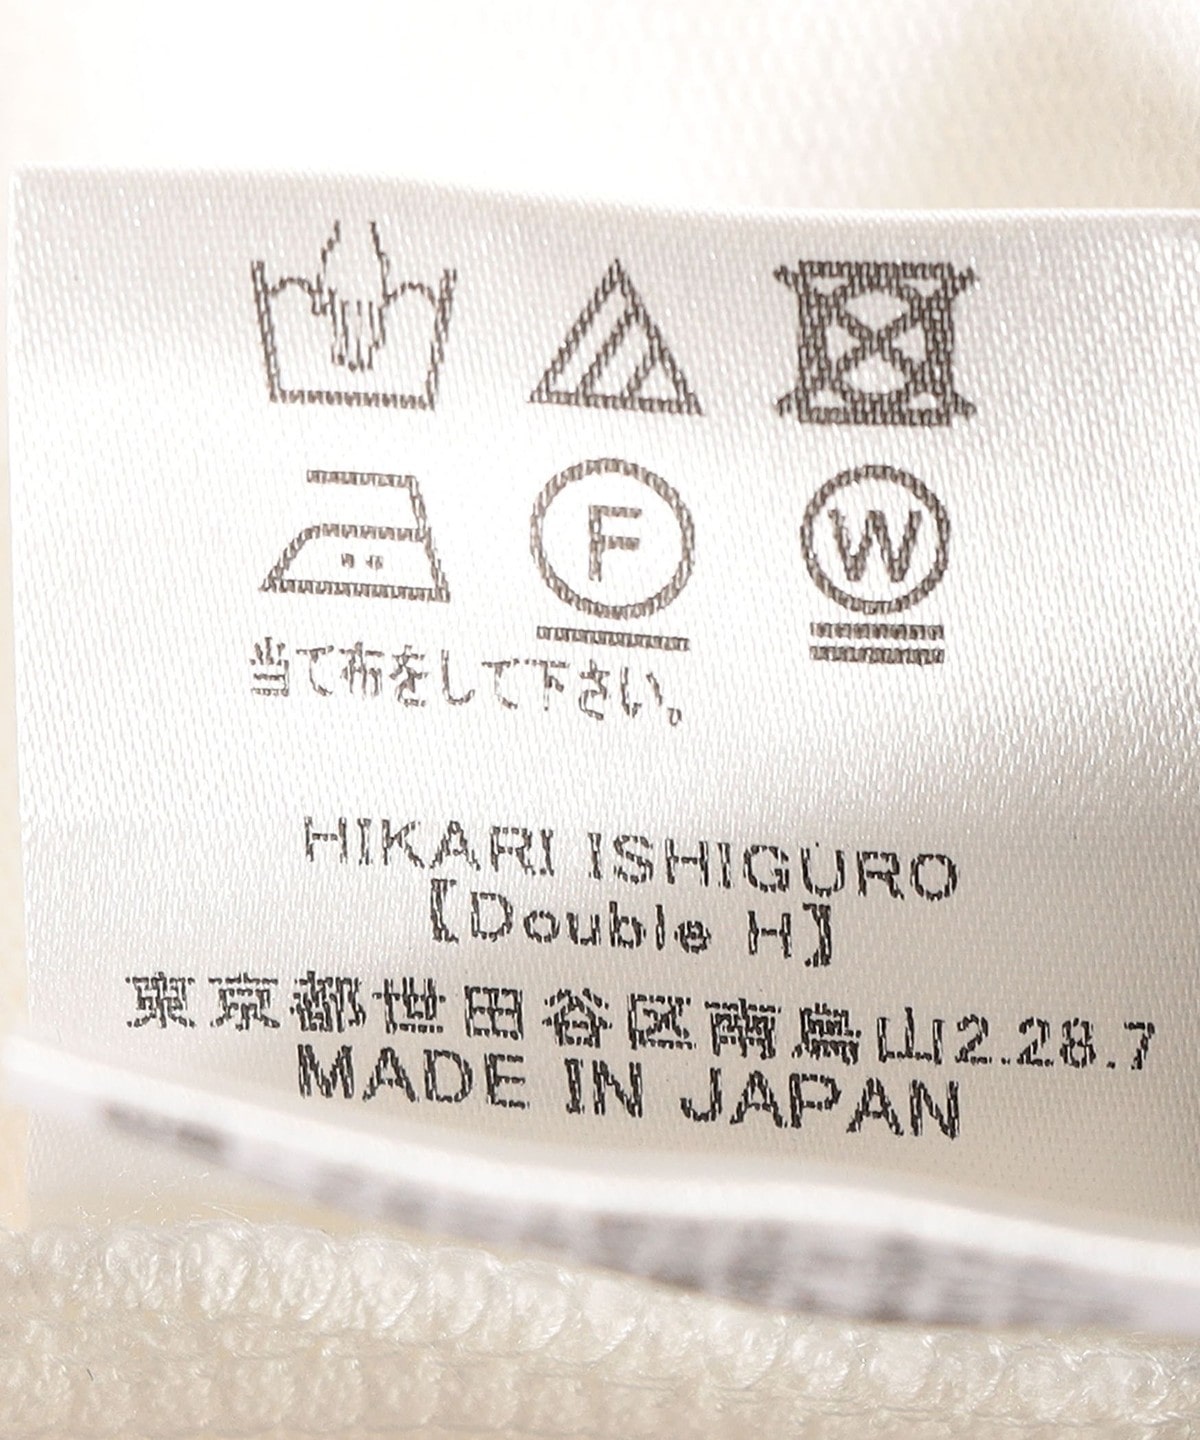 F
W
当て布をして下さい。
HIKARI ISHIGURO
【Double H】
東京都世田谷区南烏山2.28.7
MADE IN JAPAN